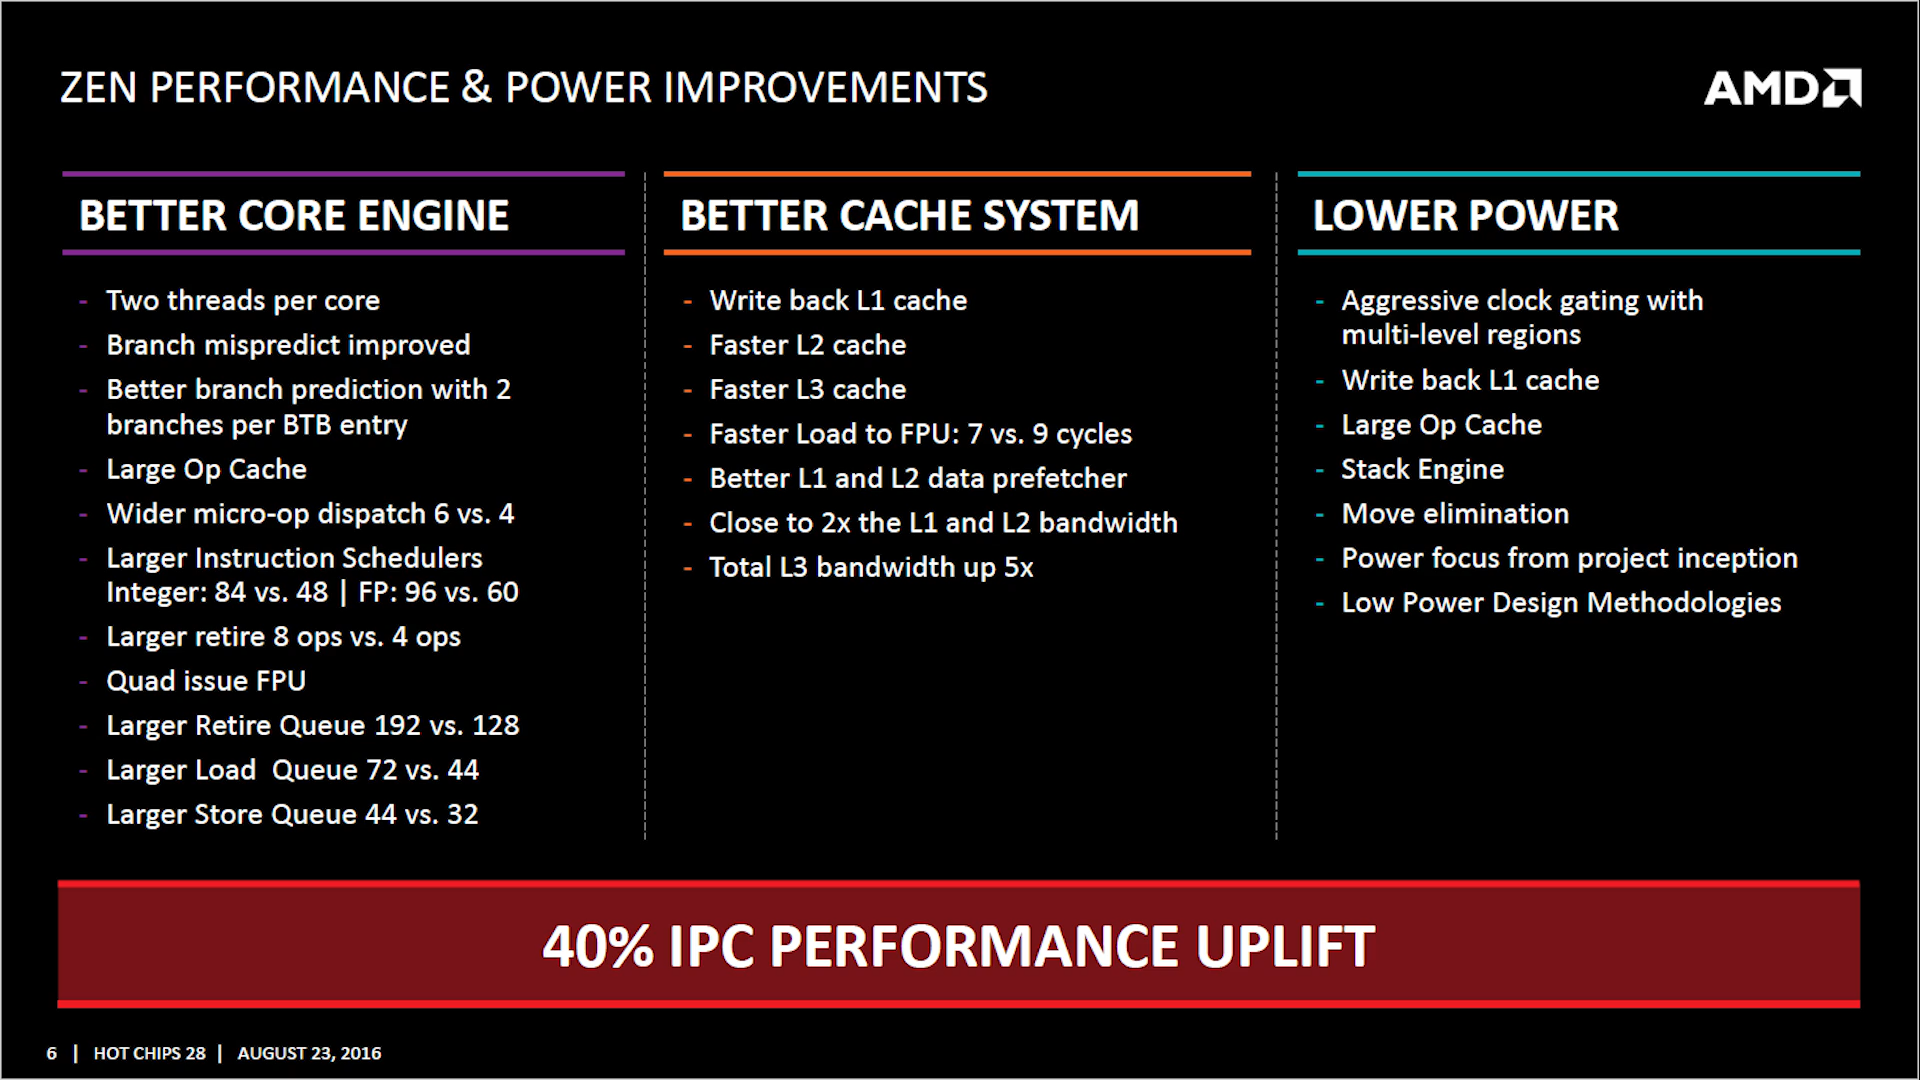 ZEN PERFORMANCE & POWER IMPROVEMENTS
AMD
BETTER CORE ENGINE
- Two threads per core
- Branch mispredict improved
- Better branch prediction with 2
branches per BTB entry
- Large Op Cache
- Wider micro-op dispatch 6 vs. 4
- Larger Instruction Schedulers
Integer: 84 vs. 48 | FP: 96 vs. 60
- Larger retire 8 ops vs. 4 ops
- Quad issue FPU
- Larger Retire Queue 192 vs. 128
- Larger Load  Queue 72 vs. 44
- Larger Store Queue 44 vs. 32
BETTER CACHE SYSTEM
- Write back L1 cache
- Faster L2 cache
- Faster L3 cache
- Faster Load to FPU: 7 vs. 9 cycles
- Better L1 and L2 data prefetcher
- Close to 2x the L1 and L2 bandwidth
- Total L3 bandwidth up 5x
LOWER POWER
- Aggressive clock gating with
multi-level regions
- Write back L1 cache
- Large Op Cache
- Stack Engine
- Move elimination
- Power focus from project inception
- Low Power Design Methodologies
40% IPC PERFORMANCE UPLIFT
6 | HOT CHIPS 28 | AUGUST 23, 2016